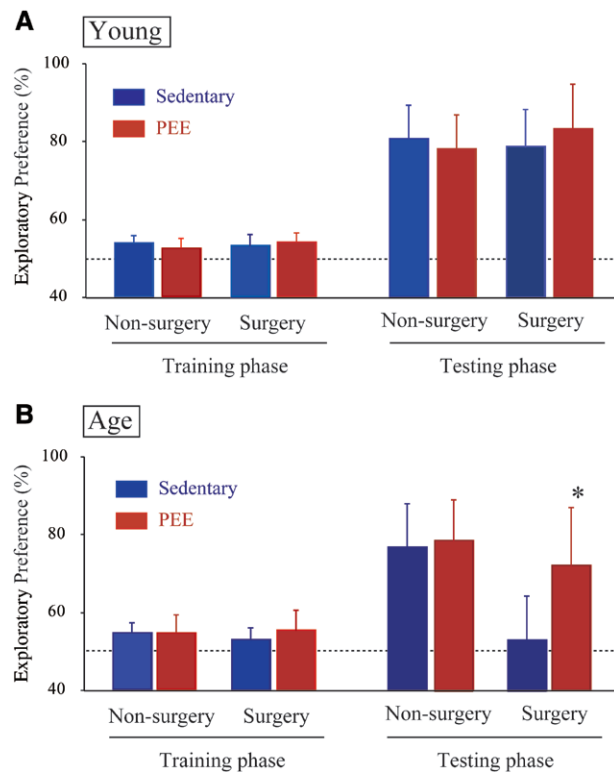 A Young
Exploratory Preference (%)
100
80
60
40
Sedentary
PEE
Non-surgery Surgery Non-surgery Surgery
Training phase Testing phase
B Age
Exploratory Preference (%)
100
80
60
40
Sedentary
PEE
*
Non-surgery Surgery Non-surgery Surgery
Training phase Testing phase